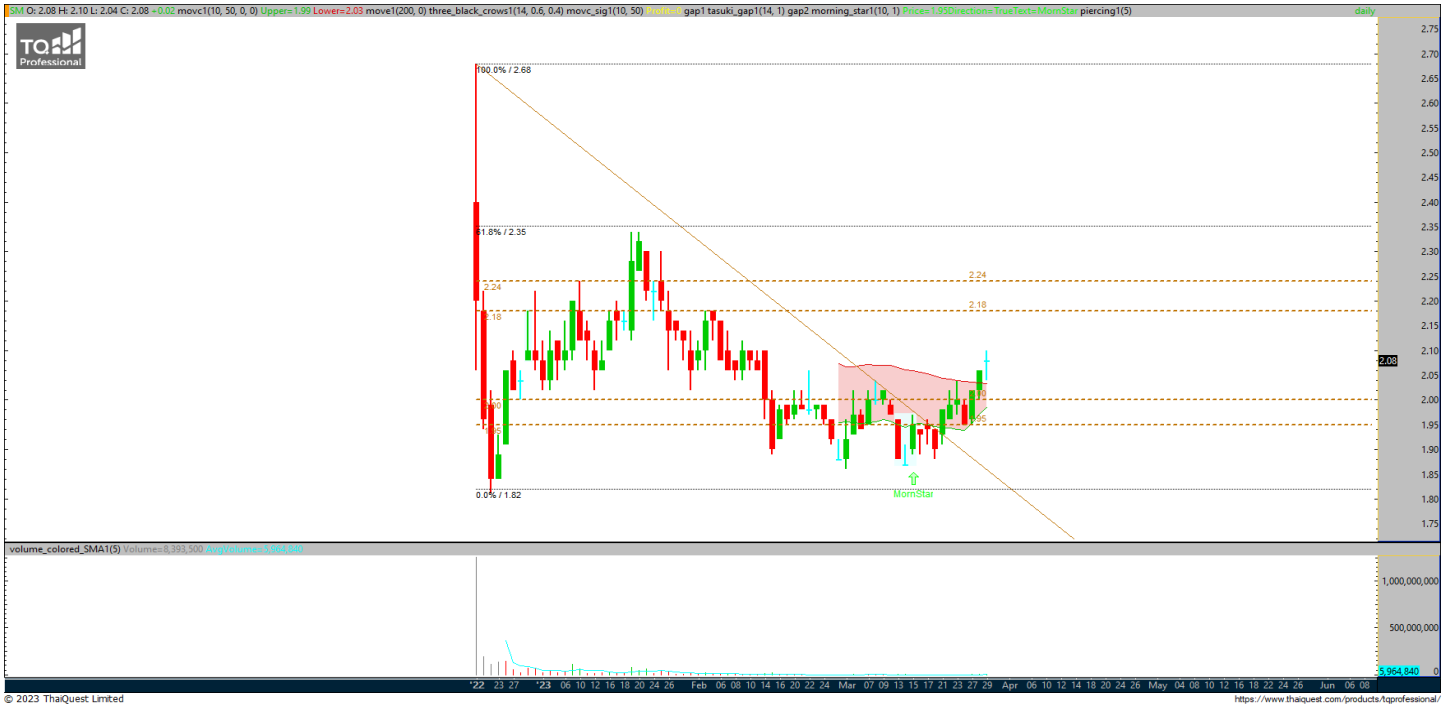 SM O: 2.08 H: 2.10 L: 2.04 C: 2.08 +0.02 movc1(10, 50, 0, 0) Upper=1.99 Lower=2.03 move1(200, 0) three_black_crows1(14, 0.6, 0.4) movc_sig1(10, 50) Profit=0 gap1 tasuki_gap1(14, 1) gap2 morning_star1(10, 1) Price=1.95Direction=TrueText=MornStar piercing1(5) daily
TQ
Professional
2.75
2.70
100.0% / 2.68
2.65
2.60
2.55
2.50
2.45
2.40
2.35
61.8% / 2.35
2.30
2.25
2.24
2.24
2.20
2.18
2.18
2.15
2.10
2.08
2.05
2.00
1.95
1.90
1.85
0.0% / 1.82
MornStar
1.80
1.75
volume_colored_SMA1(5) Volume=8,393,500 AvgVolume=5,964,840
1,000,000,000
500,000,000
5,964,840 0
'22 23 27 '23 06 10 12 16 18 20 24 26 Feb 06 08 10 14 16 20 22 24 Mar 07 09 13 15 17 21 23 27 29 Apr 06 10 12 14 18 20 24 26 May 04 08 10 12 16 18 22 24 26 Jun 06 08
© 2023 ThaiQuest Limited
https://www.thaiquest.com/products/tqprofessional/